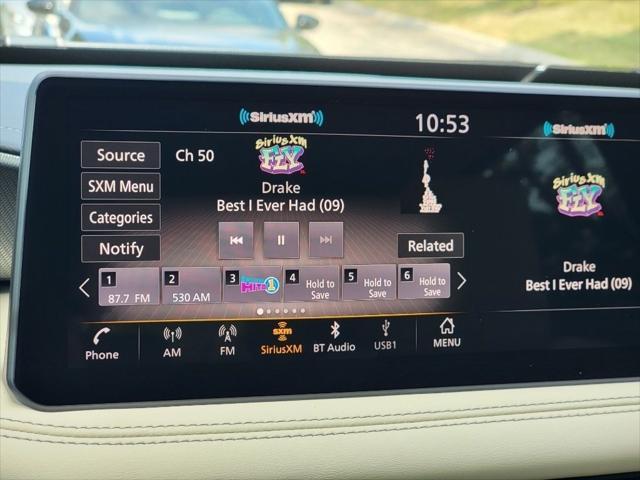 SiriusXM
10:53
SiriusXM
Source
Ch 50
SiriusXM
FLY
SXM Menu
Drake
Best I Ever Had (09)
Categories
Notify
Related
SiriusXM
FLY
Drake
Best I Ever Had (09)
1
87.7 FM
2
530 AM
3
Hits 1
4
Hold to
Save
5
Hold to
Save
6
Hold to
Save
Phone
AM
FM
sxm
SiriusXM
BT Audio
USB1
MENU